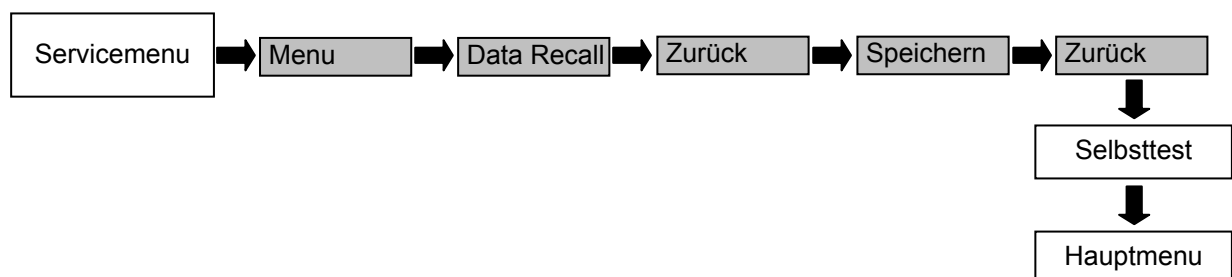 Servicemenu
Menu
Data Recall
Zurück
Speichern
Zurück
Selbsttest
Hauptmenu